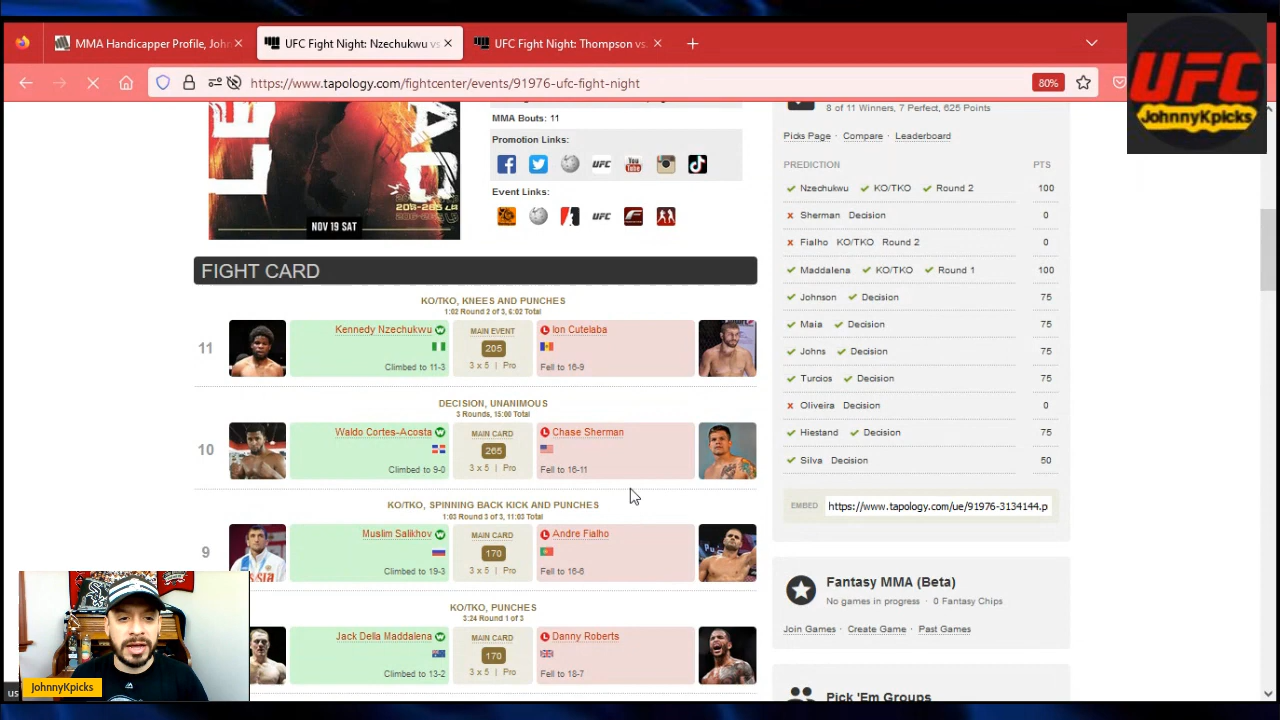 MMA Handicapper Profile, John
UFC Fight Night: Nzechukwu vs
UFC Fight Night: Thompson vs.
https://www.tapology.com/fightcenter/events/91976-ufc-fight-night
80%
UFC
JohnnyKpicks
NOV 19 SAT
MMA Bouts: 11
Promotion Links:
UFC
You Tube
Event Links:
UFC
8 of 11 Winners, 7 Perfect, 625 Points
Picks Page · Compare · Leaderboard
PREDICTION PTS
Nzechukwu KO/TKO Round 2 100
Sherman Decision 0
Fialho KO/TKO Round 2 0
Maddalena KO/TKO Round 1 100
Johnson Decision 75
Maia Decision 75
Johns Decision 75
Turcios Decision 75
Oliveira Decision 0
Hiestand Decision 75
Silva Decision 50
EMBED https://www.tapology.com/ue/91976-3134144.p
Fantasy MMA (Beta)
No games in progress · 0 Fantasy Chips
Join Games · Create Game · Past Games
Pick 'Em Groups
FIGHT CARD
KO/TKO, KNEES AND PUNCHES
1:02 Round 2 of 3, 6:02 Total
11
Kennedy Nzechukwu W
Climbed to 11-3
MAIN EVENT
205
3 x 5 | Pro
L Ion Cutelaba
Fell to 16-9
DECISION, UNANIMOUS
3 Rounds, 15:00 Total
10
Waldo Cortes-Acosta W
Climbed to 9-0
MAIN CARD
265
3 x 5 | Pro
L Chase Sherman
Fell to 16-11
KO/TKO, SPINNING BACK KICK AND PUNCHES
1:03 Round 3 of 3, 11:03 Total
9
Muslim Salikhov W
Climbed to 19-3
MAIN CARD
170
3 x 5 | Pro
L Andre Fialho
Fell to 16-6
KO/TKO, PUNCHES
3:24 Round 1 of 3
Jack Della Maddalena W
Climbed to 13-2
MAIN CARD
170
3 x 5 | Pro
L Danny Roberts
Fell to 18-7
JohnnyKpicks
us